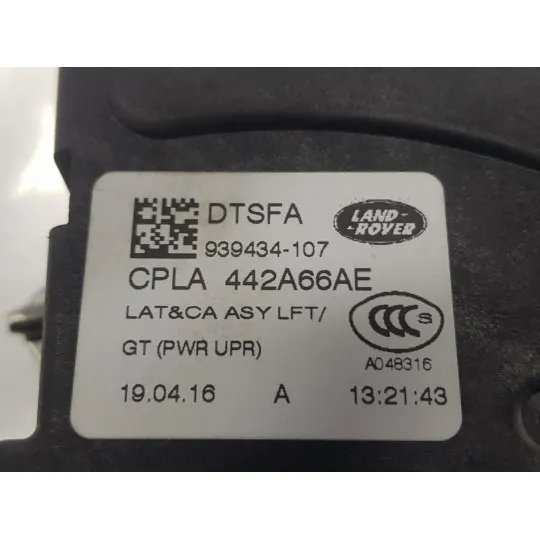 DTSFA
LAND-
ROVER
939434-107
CPLA 442A66AE
LAT&CA ASY LFT/
GT (PWR UPR)
CCC S
A048316
19.04.16 A 13:21:43